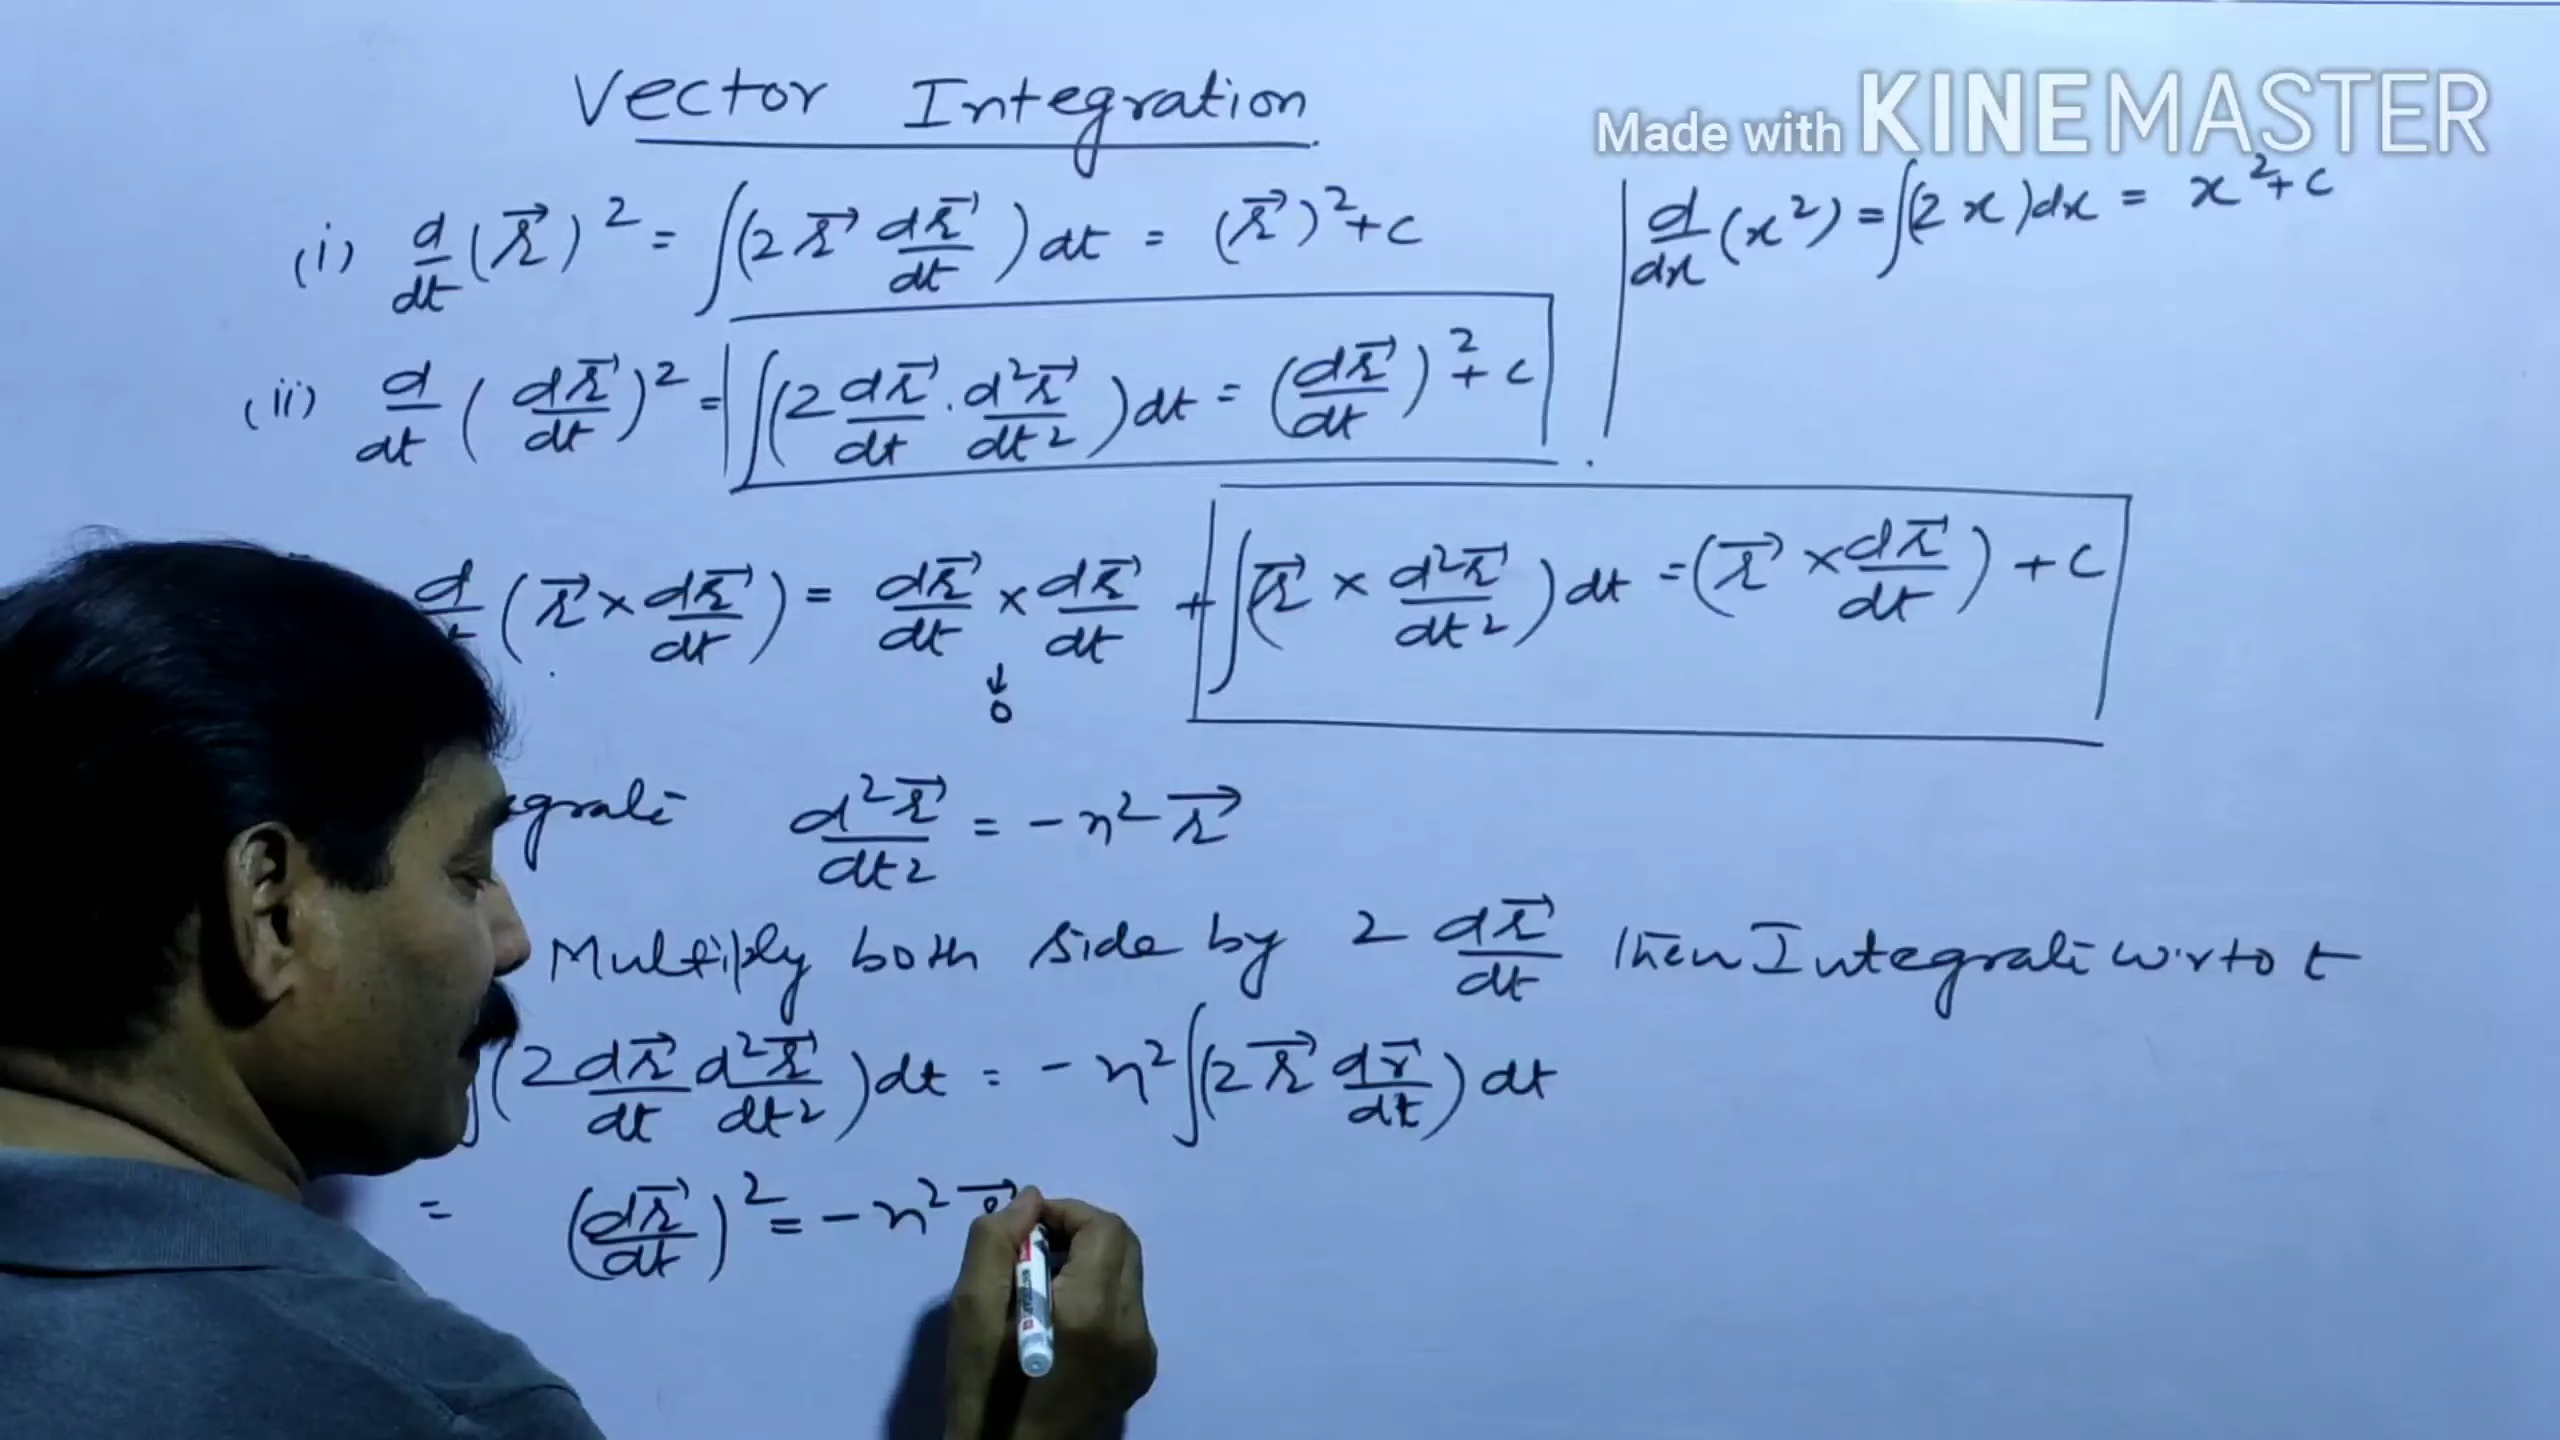 Vector Integration
Made with KINEMASTER
(i) d/dt (r⃗)² = ∫(2 r⃗ dr⃗/dt) dt = (r⃗)² + c
d/dx (x²) = ∫(2x) dx = x² + c
(ii) d/dt (dr⃗/dt)² = ∫(2 dr⃗/dt · d²r⃗/dt²) dt = (dr⃗/dt)² + c
d/dt (r⃗ × dr⃗/dt) = dr⃗/dt × dr⃗/dt + ∫(r⃗ × d²r⃗/dt²) dt = (r⃗ × dr⃗/dt) + c
↓
0
d²r⃗/dt² = - n² r⃗
Multiply both side by 2 dr⃗/dt then Integrate w.r to t
∫(2 dr⃗/dt d²r⃗/dt²) dt = - n² ∫(2 r⃗ dr⃗/dt) dt
= (dr⃗/dt)² = - n² r⃗